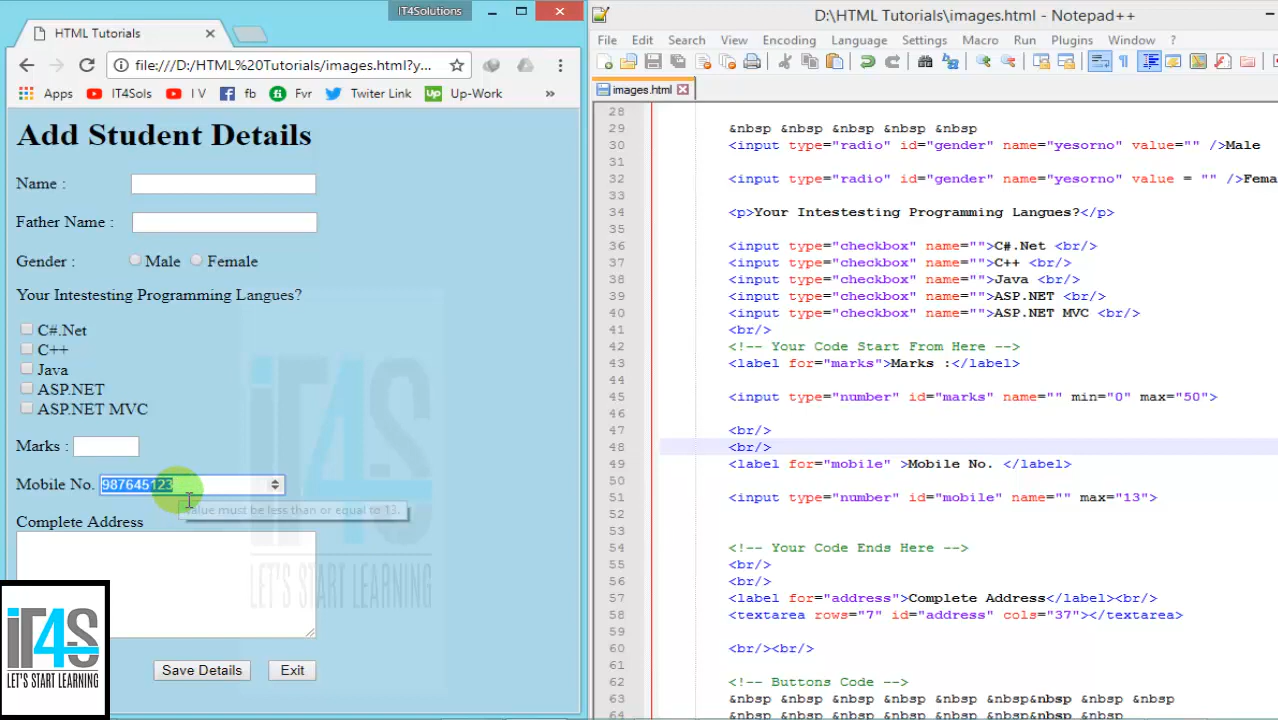 IT4Solutions
HTML Tutorials
file:///D:/HTML%20Tutorials/images.html?y...
Apps IT4Sols I V fb Fvr Twiter Link Up-Work »
Add Student Details
Name :
Father Name :
Gender : Male Female
Your Intestesting Programming Langues?
C#.Net
C++
Java
ASP.NET
ASP.NET MVC
Marks :
Mobile No. 987645123
value must be less than or equal to 13.
Complete Address
Save Details Exit
iT4S
LET'S START LEARNING
iT4S
LET'S START LEARNING
D:\HTML Tutorials\images.html - Notepad++
File Edit Search View Encoding Language Settings Macro Run Plugins Window ?
images.html
28
29 &nbsp &nbsp &nbsp &nbsp &nbsp
30 <input type="radio" id="gender" name="yesorno" value="" />Male
31
32 <input type="radio" id="gender" name="yesorno" value = "" />Fema
33
34 <p>Your Intestesting Programming Langues?</p>
35
36 <input type="checkbox" name="">C#.Net <br/>
37 <input type="checkbox" name="">C++ <br/>
38 <input type="checkbox" name="">Java <br/>
39 <input type="checkbox" name="">ASP.NET <br/>
40 <input type="checkbox" name="">ASP.NET MVC <br/>
41 <br/>
42 <!-- Your Code Start From Here -->
43 <label for="marks">Marks :</label>
44
45 <input type="number" id="marks" name="" min="0" max="50">
46
47 <br/>
48 <br/>
49 <label for="mobile" >Mobile No. </label>
50
51 <input type="number" id="mobile" name="" max="13">
52
53
54 <!-- Your Code Ends Here -->
55 <br/>
56 <br/>
57 <label for="address">Complete Address</label><br/>
58 <textarea rows="7" id="address" cols="37"></textarea>
59
60 <br/><br/>
61
62 <!-- Buttons Code -->
63 &nbsp &nbsp &nbsp &nbsp &nbsp&nbsp &nbsp &nbsp
64 &nbsp &nbsp &nbsp &nbsp &nbsp&nbsp &nbsp &nbsp